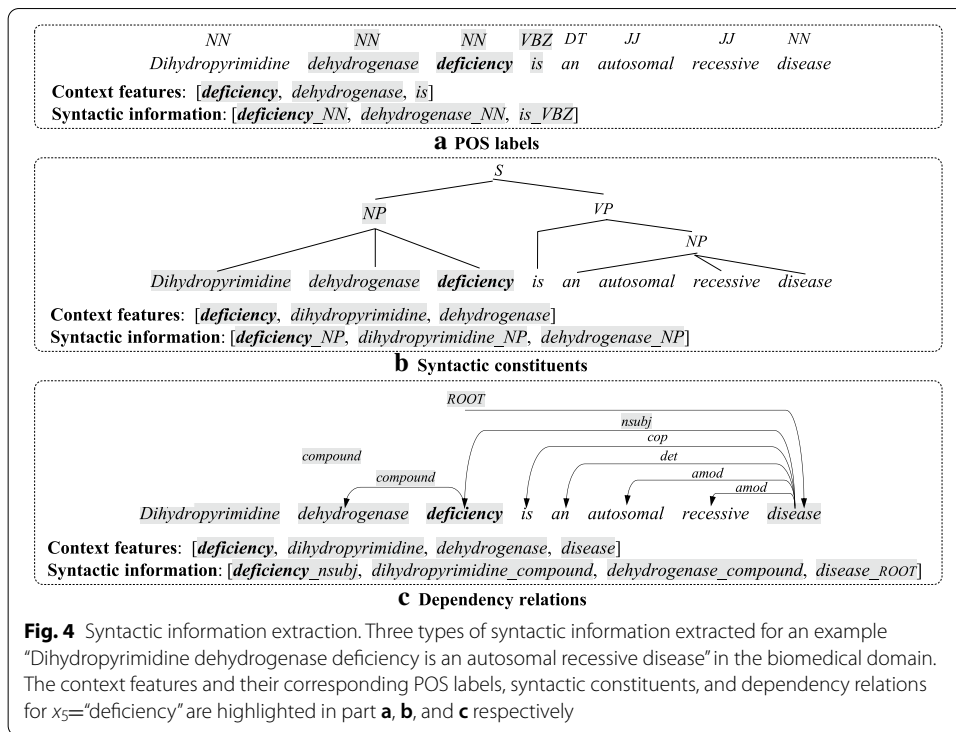 NN NN NN VBZ DT JJ JJ NN
Dihydropyrimidine dehydrogenase deficiency is an autosomal recessive disease
Context features: [deficiency, dehydrogenase, is]
Syntactic information: [deficiency_NN, dehydrogenase_NN, is_VBZ]
a POS labels
S
NP VP
NP
Dihydropyrimidine dehydrogenase deficiency is an autosomal recessive disease
Context features: [deficiency, dihydropyrimidine, dehydrogenase]
Syntactic information: [deficiency_NP, dihydropyrimidine_NP, dehydrogenase_NP]
b Syntactic constituents
ROOT
nsubj
cop
compound det
compound amod
amod
Dihydropyrimidine dehydrogenase deficiency is an autosomal recessive disease
Context features: [deficiency, dihydropyrimidine, dehydrogenase, disease]
Syntactic information: [deficiency_nsubj, dihydropyrimidine_compound, dehydrogenase_compound, disease_ROOT]
c Dependency relations
Fig. 4 Syntactic information extraction. Three types of syntactic information extracted for an example
“Dihydropyrimidine dehydrogenase deficiency is an autosomal recessive disease” in the biomedical domain.
The context features and their corresponding POS labels, syntactic constituents, and dependency relations
for x5=“deficiency” are highlighted in part a, b, and c respectively